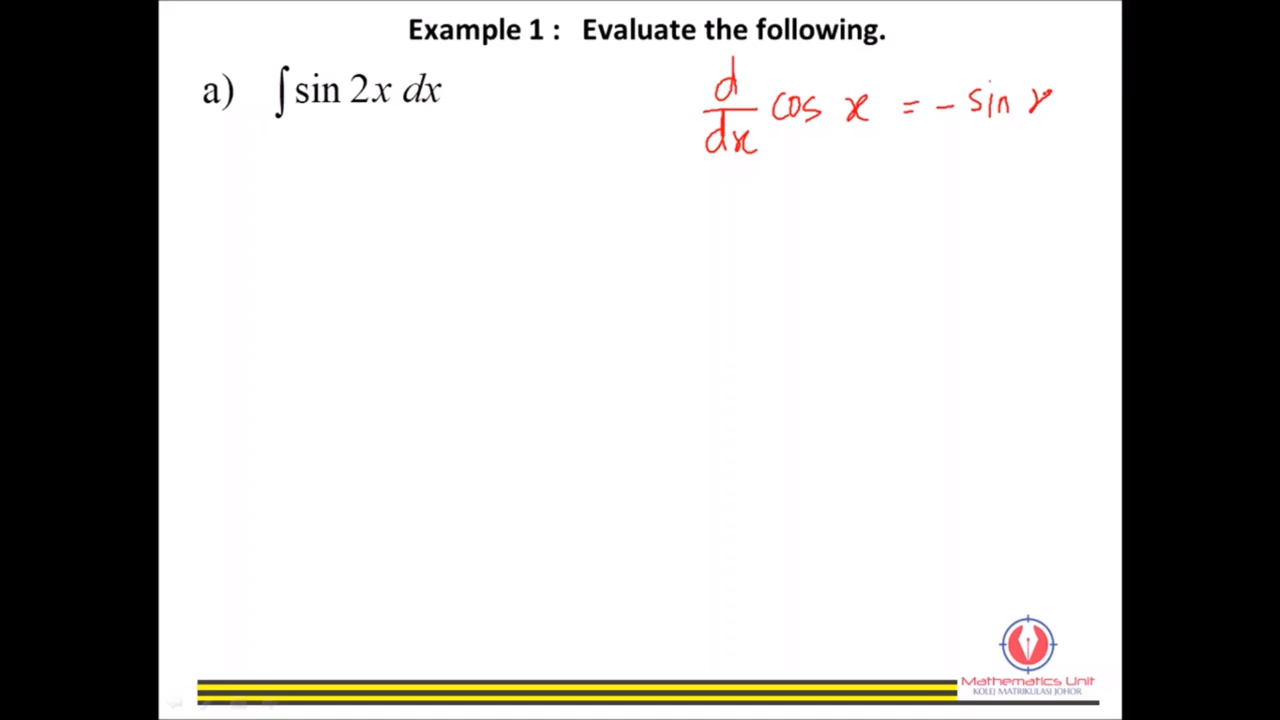 Example 1 : Evaluate the following.
a) ∫ sin 2x dx
d/dx cos x = - sin x
Mathematics Unit
KOLEJ MATRIKULASI JOHOR